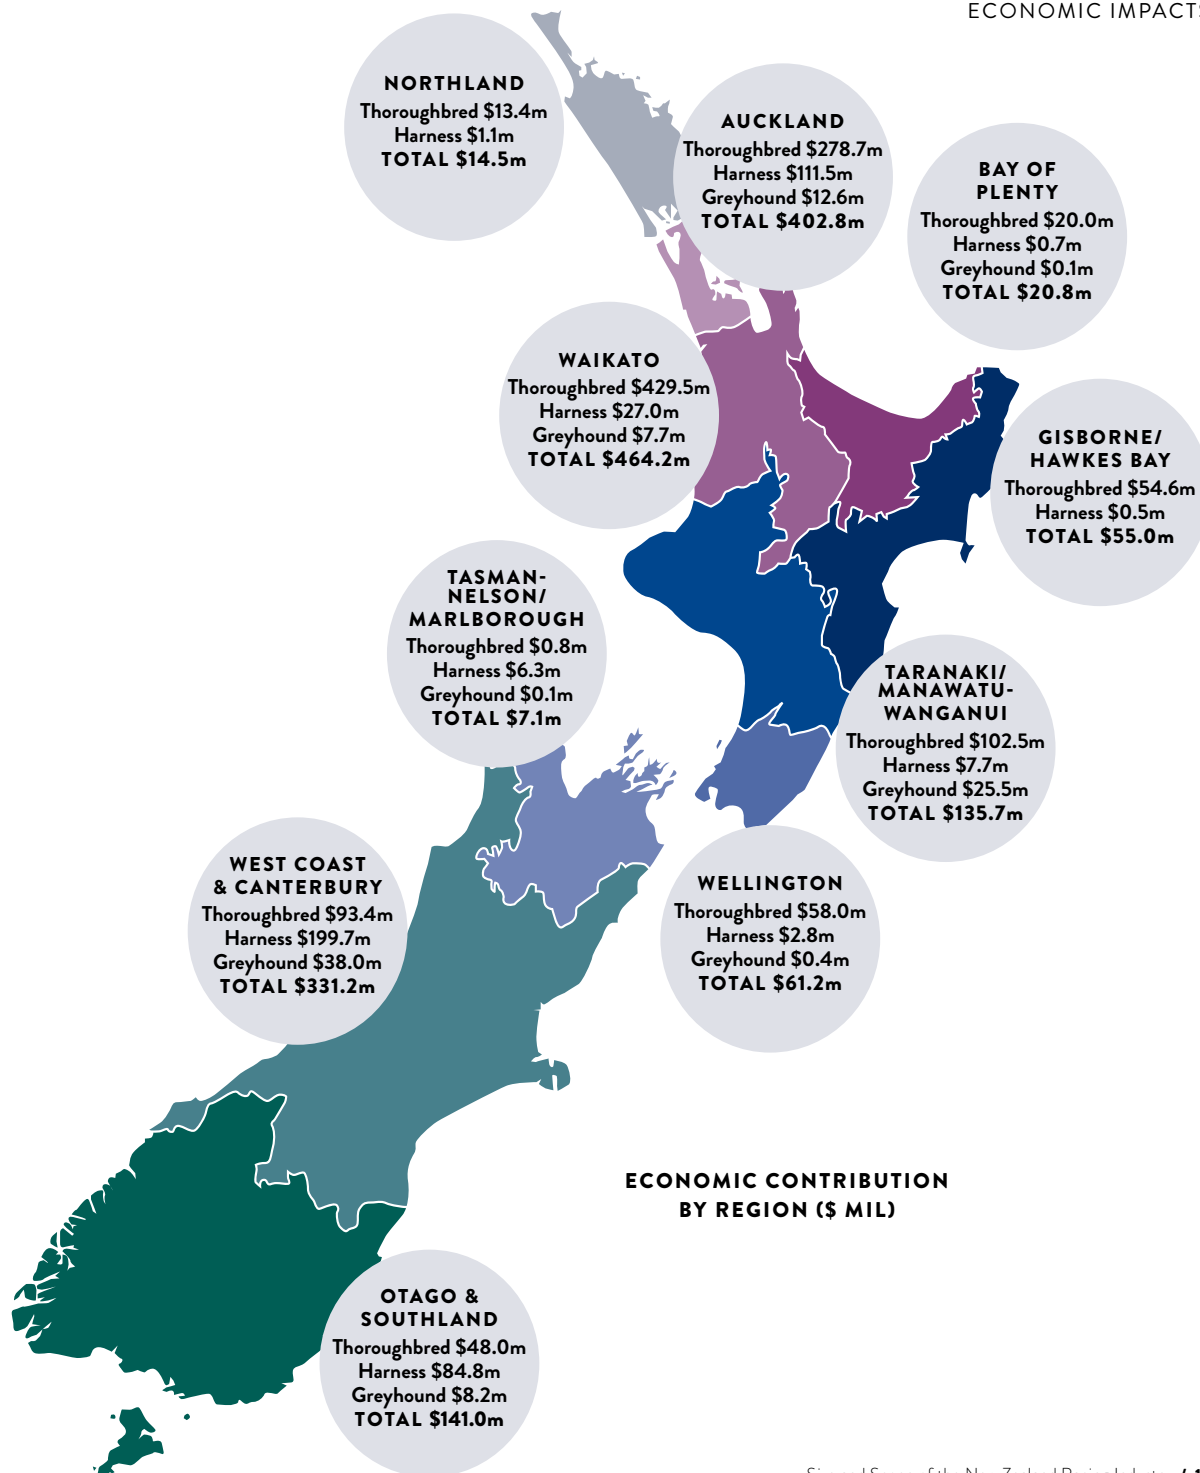 ECONOMIC IMPACTS
NORTHLAND
Thoroughbred $13.4m
Harness $1.1m
TOTAL $14.5m
AUCKLAND
Thoroughbred $278.7m
Harness $111.5m
Greyhound $12.6m
TOTAL $402.8m
BAY OF
PLENTY
Thoroughbred $20.0m
Harness $0.7m
Greyhound $0.1m
TOTAL $20.8m
WAIKATO
Thoroughbred $429.5m
Harness $27.0m
Greyhound $7.7m
TOTAL $464.2m
GISBORNE/
HAWKES BAY
Thoroughbred $54.6m
Harness $0.5m
TOTAL $55.0m
TASMAN-
NELSON/
MARLBOROUGH
Thoroughbred $0.8m
Harness $6.3m
Greyhound $0.1m
TOTAL $7.1m
TARANAKI/
MANAWATU-
WANGANUI
Thoroughbred $102.5m
Harness $7.7m
Greyhound $25.5m
TOTAL $135.7m
WEST COAST
& CANTERBURY
Thoroughbred $93.4m
Harness $199.7m
Greyhound $38.0m
TOTAL $331.2m
WELLINGTON
Thoroughbred $58.0m
Harness $2.8m
Greyhound $0.4m
TOTAL $61.2m
ECONOMIC CONTRIBUTION
BY REGION ($ MIL)
OTAGO &
SOUTHLAND
Thoroughbred $48.0m
Harness $84.8m
Greyhound $8.2m
TOTAL $141.0m